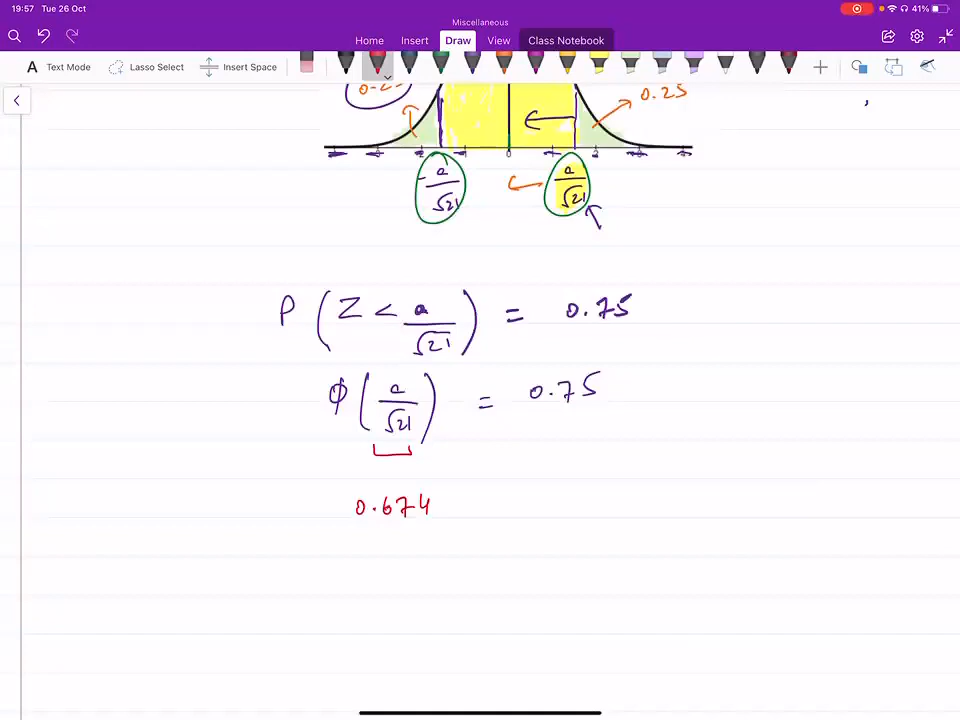 19:57 Tue 26 Oct
41%
Miscellaneous
Home Insert Draw View Class Notebook
Text Mode Lasso Select Insert Space
0.25
-a/√21
a/√21
P(Z < a/√21) = 0.75
Φ(a/√21) = 0.75
0.674